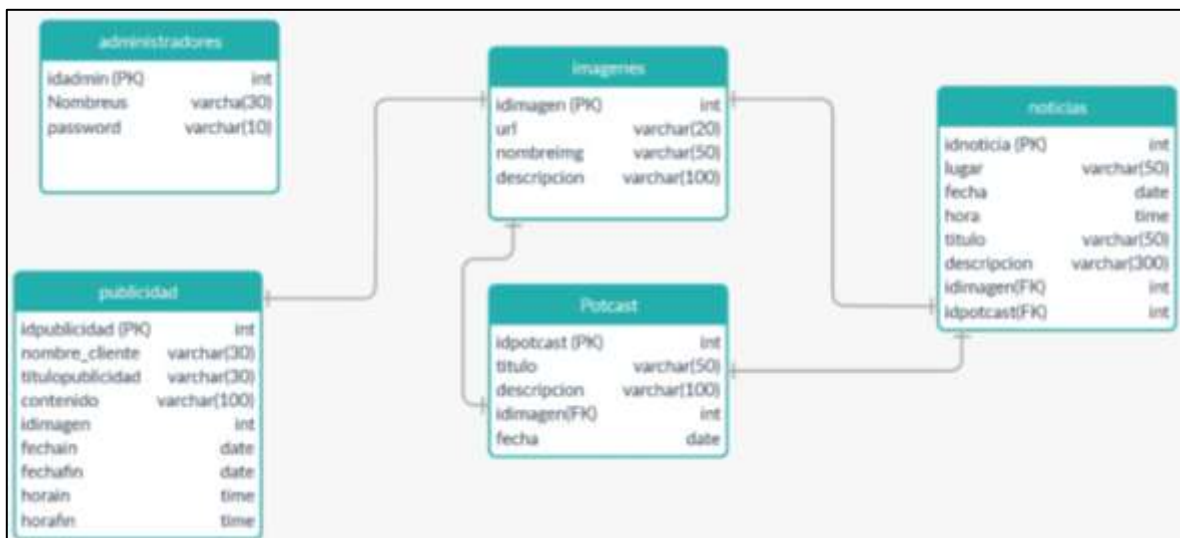 administradores
idadmin (PK) int
Nombreus varcha(30)
password varchar(10)
imagenes
idimagen (PK) int
url varchar(20)
nombreimg varchar(50)
descripcion varchar(100)
noticias
idnoticia (PK) int
lugar varchar(50)
fecha date
hora time
titulo varchar(50)
descripcion varchar(300)
idimagen(FK) int
idpotcast(FK) int
publicidad
idpublicidad (PK) int
nombre_cliente varchar(30)
titulopublicidad varchar(30)
contenido varchar(100)
idimagen int
fechain date
fechafin date
horain time
horafin time
Potcast
idpotcast (PK) int
titulo varchar(50)
descripcion varchar(100)
idimagen(FK) int
fecha date